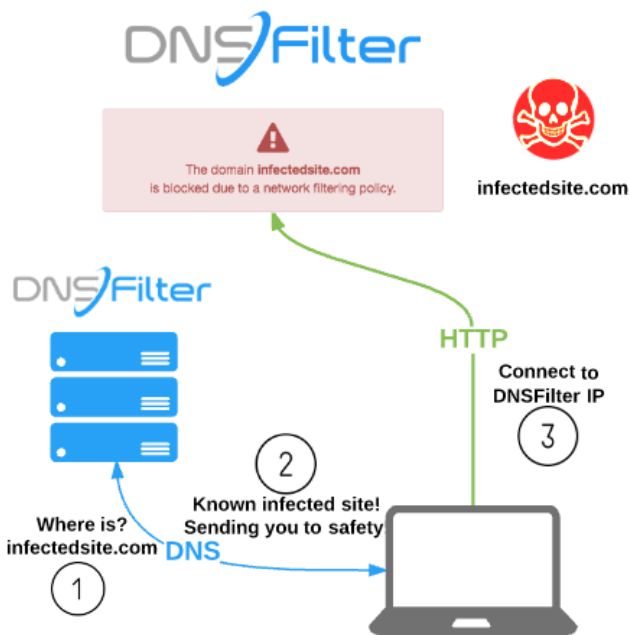 DNSFilter
The domain infectedsite.com
is blocked due to a network filtering policy.
infectedsite.com
DNSFilter
HTTP
Connect to
DNSFilter IP
3
2
Known infected site!
Sending you to safety
Where is?
infectedsite.com
DNS
1